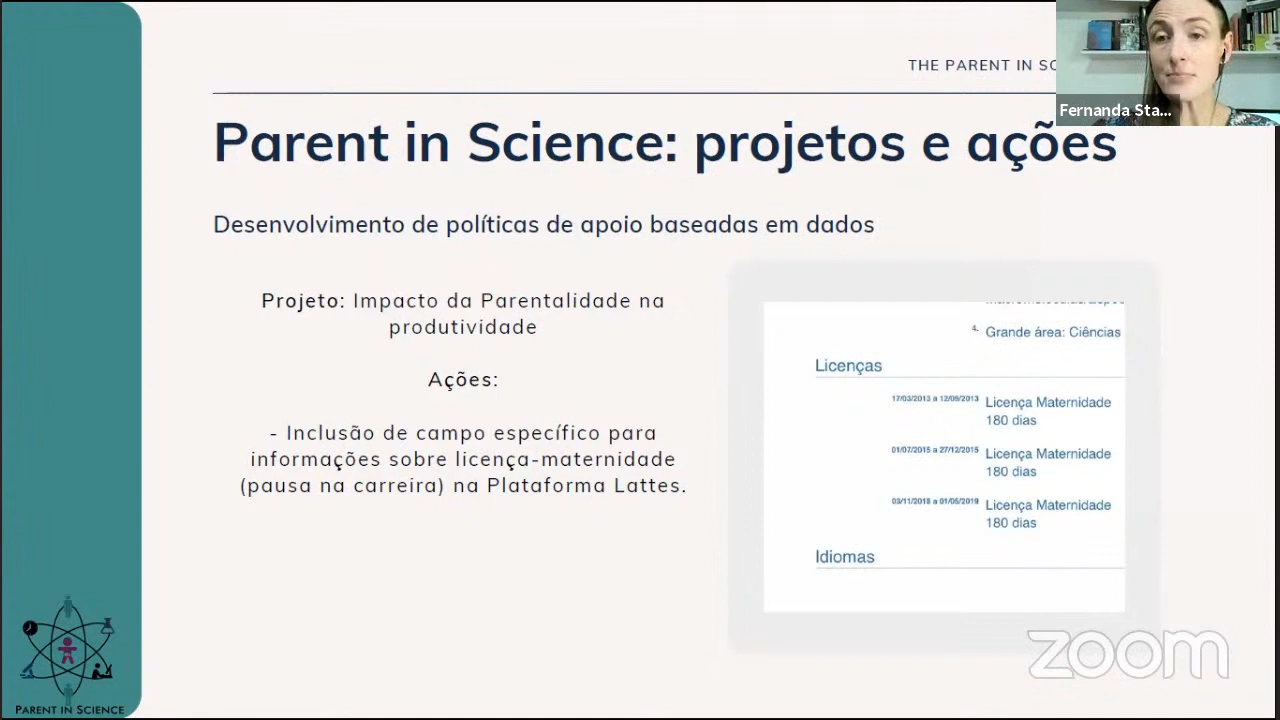 THE PARENT IN SC
Fernanda Sta...
Parent in Science: projetos e ações
Desenvolvimento de políticas de apoio baseadas em dados
Projeto: Impacto da Parentalidade na
produtividade
Ações:
- Inclusão de campo específico para
informações sobre licença-maternidade
(pausa na carreira) na Plataforma Lattes.
4. Grande área: Ciências
Licenças
17/03/2013 a 12/09/2013 Licença Maternidade
180 dias
01/07/2015 a 27/12/2015 Licença Maternidade
180 dias
03/11/2018 a 01/05/2019 Licença Maternidade
180 dias
Idiomas
zoom
PARENT IN SCIENCE